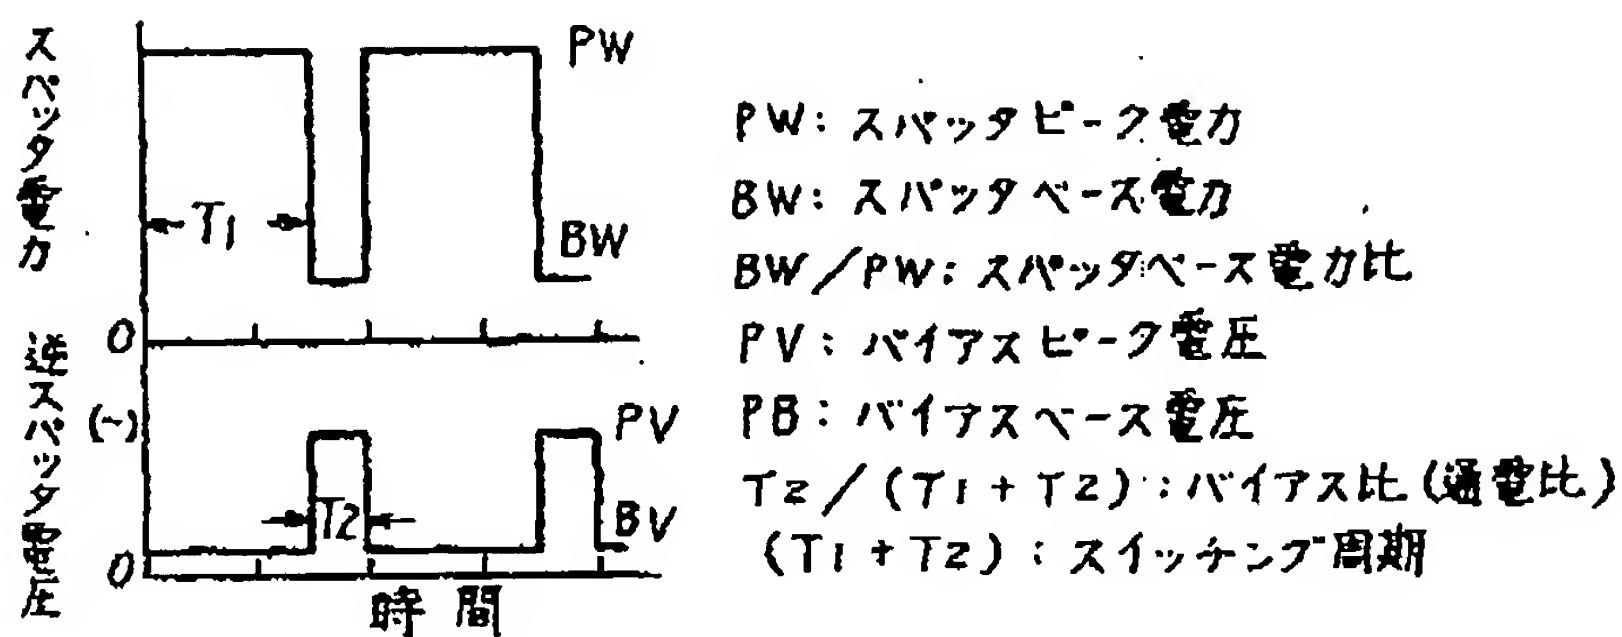 スパッタ電力
PW
T1
BW
0
逆スパッタ電圧
(-)
PV
T2
BV
0
時間
PW: スパッタピーク電力
BW: スパッタベース電力
BW/PW: スパッタベース電力比
PV: バイアスピーク電圧
PB: バイアスベース電圧
T2/(T1+T2): バイアス比(通電比)
(T1+T2): スイッチング周期